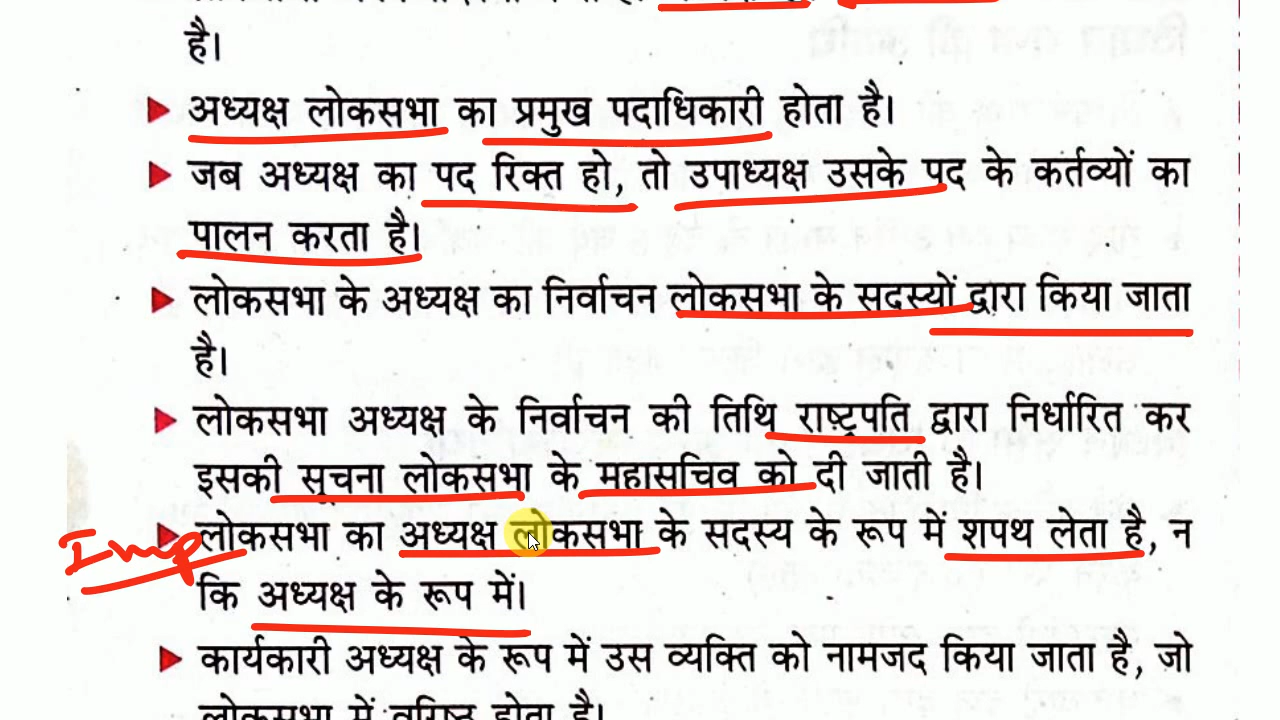 है।
अध्यक्ष लोकसभा का प्रमुख पदाधिकारी होता है।
जब अध्यक्ष का पद रिक्त हो, तो उपाध्यक्ष उसके पद के कर्तव्यों का
पालन करता है।
लोकसभा के अध्यक्ष का निर्वाचन लोकसभा के सदस्यों द्वारा किया जाता
है।
लोकसभा अध्यक्ष के निर्वाचन की तिथि राष्ट्रपति द्वारा निर्धारित कर
इसकी सूचना लोकसभा के महासचिव को दी जाती है।
Imp लोकसभा का अध्यक्ष लोकसभा के सदस्य के रूप में शपथ लेता है, न
कि अध्यक्ष के रूप में।
कार्यकारी अध्यक्ष के रूप में उस व्यक्ति को नामजद किया जाता है, जो
लोकसभा में वरिष्ठ होता है।